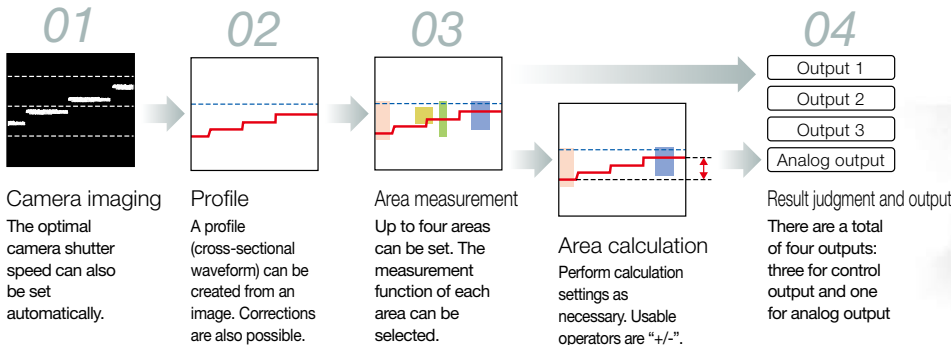 01
Camera imaging
The optimal
camera shutter
speed can also
be set
automatically.
02
Profile
A profile
(cross-sectional
waveform) can be
created from an
image. Corrections
are also possible.
03
Area measurement
Up to four areas
can be set. The
measurement
function of each
area can be
selected.
Area calculation
Perform calculation
settings as
necessary. Usable
operators are “+/-”.
04
Output 1
Output 2
Output 3
Analog output
Result judgment and output
There are a total
of four outputs:
three for control
output and one
for analog output